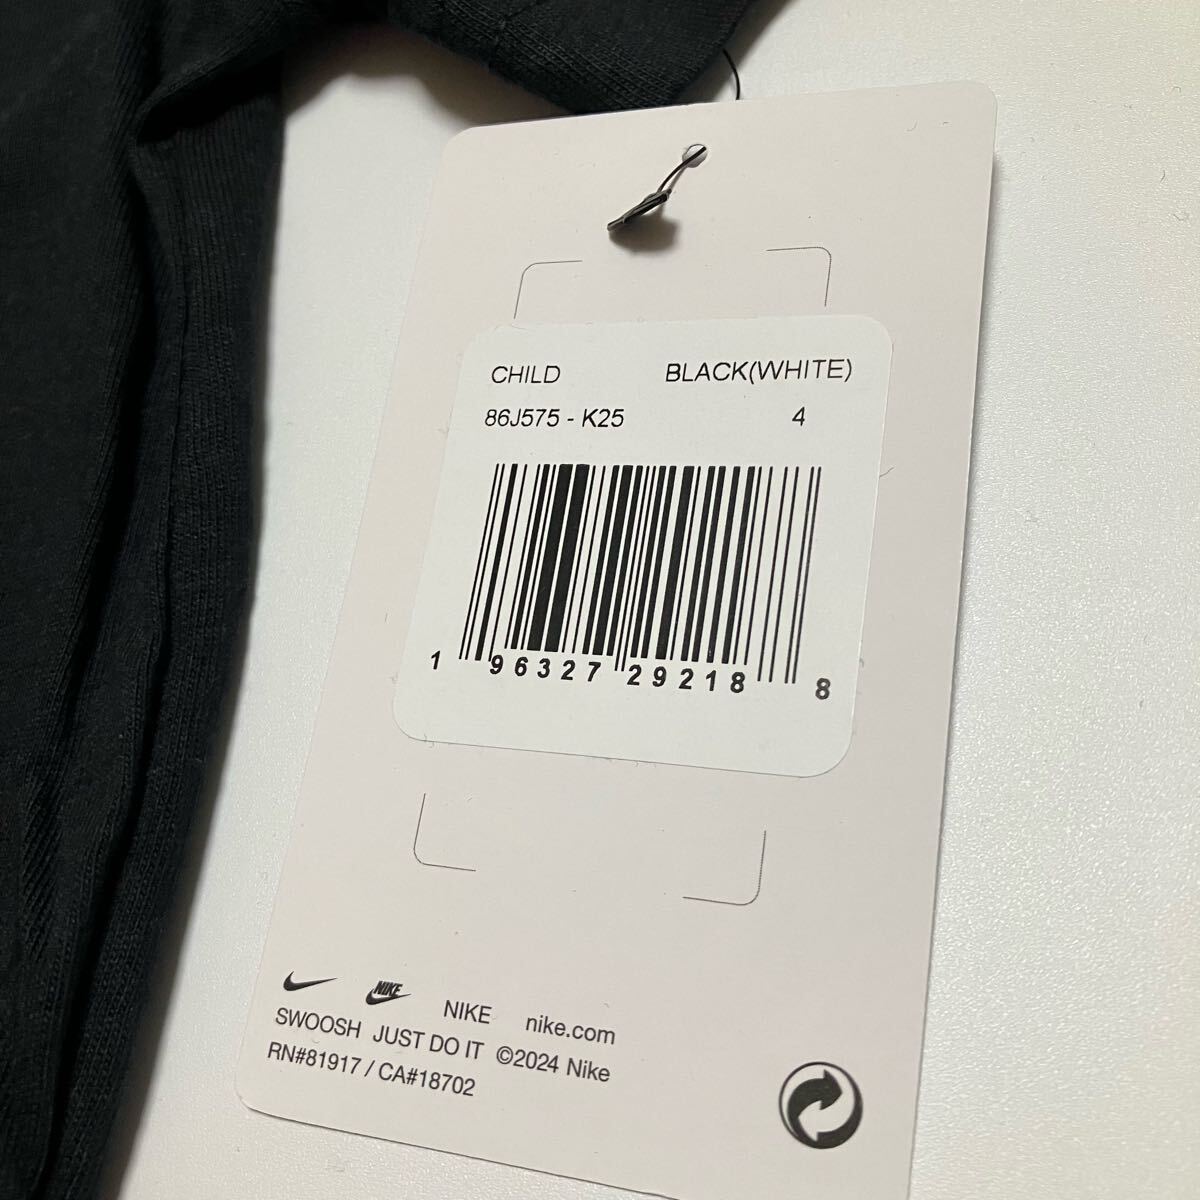 CHILD BLACK(WHITE)
86J575 - K25 4
1 96327 29218 8
NIKE NIKE nike.com
SWOOSH JUST DO IT ©2024 Nike
RN#81917 / CA#18702